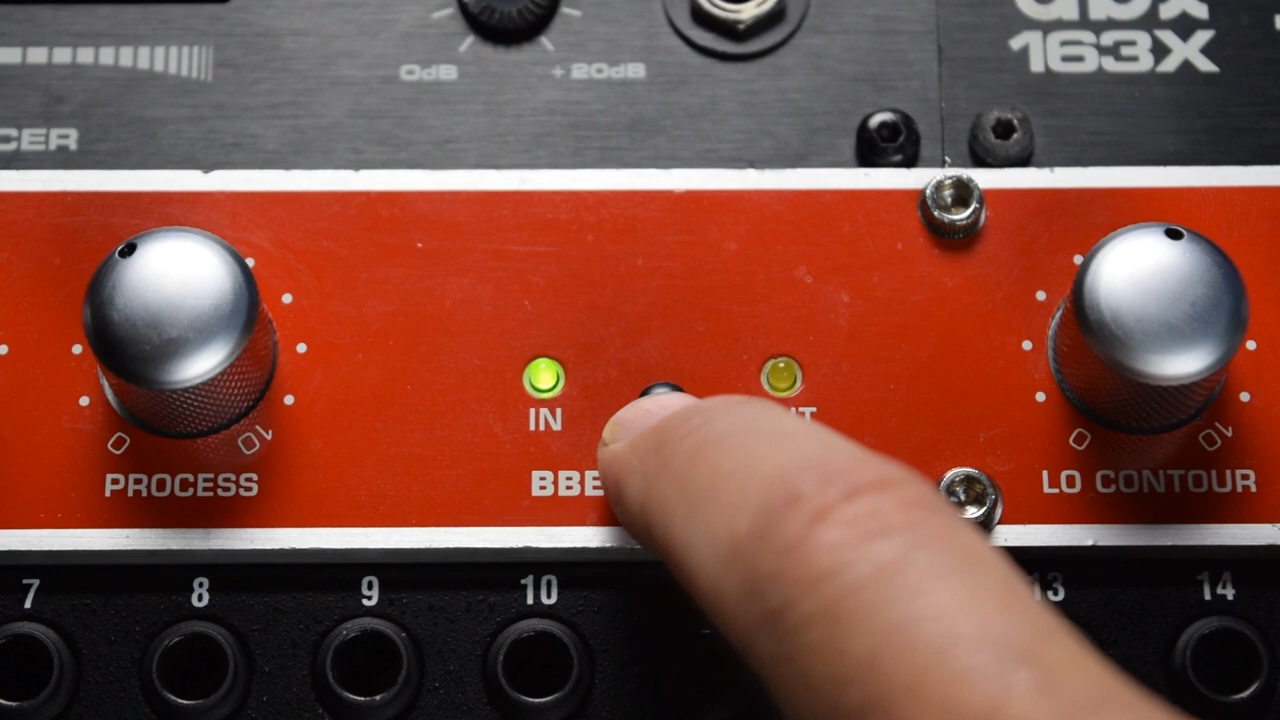 dbx
163X
0dB +20dB
CER
IN
BBE
0 10
PROCESS
0 10
LO CONTOUR
7 8 9 10 13 14